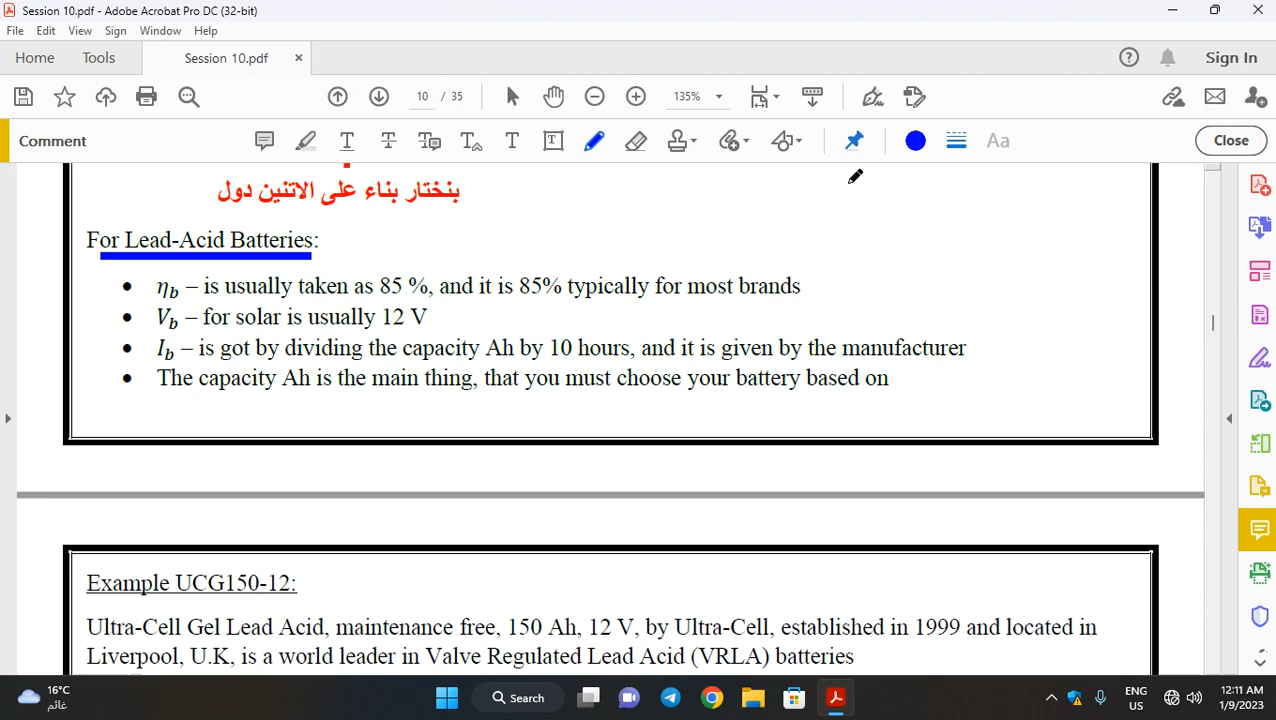 Session 10.pdf - Adobe Acrobat Pro DC (32-bit)
File Edit View Sign Window Help
Home Tools Session 10.pdf × Sign In
10 / 35 135%
Comment Close
بنختار بناء على الاتنين دول
For Lead-Acid Batteries:
• η_b – is usually taken as 85 %, and it is 85% typically for most brands
• V_b – for solar is usually 12 V
• I_b – is got by dividing the capacity Ah by 10 hours, and it is given by the manufacturer
• The capacity Ah is the main thing, that you must choose your battery based on
Example UCG150-12:
Ultra-Cell Gel Lead Acid, maintenance free, 150 Ah, 12 V, by Ultra-Cell, established in 1999 and located in
Liverpool, U.K, is a world leader in Valve Regulated Lead Acid (VRLA) batteries
16°C
غائم
Search
ENG
US
12:11 AM
1/9/2023